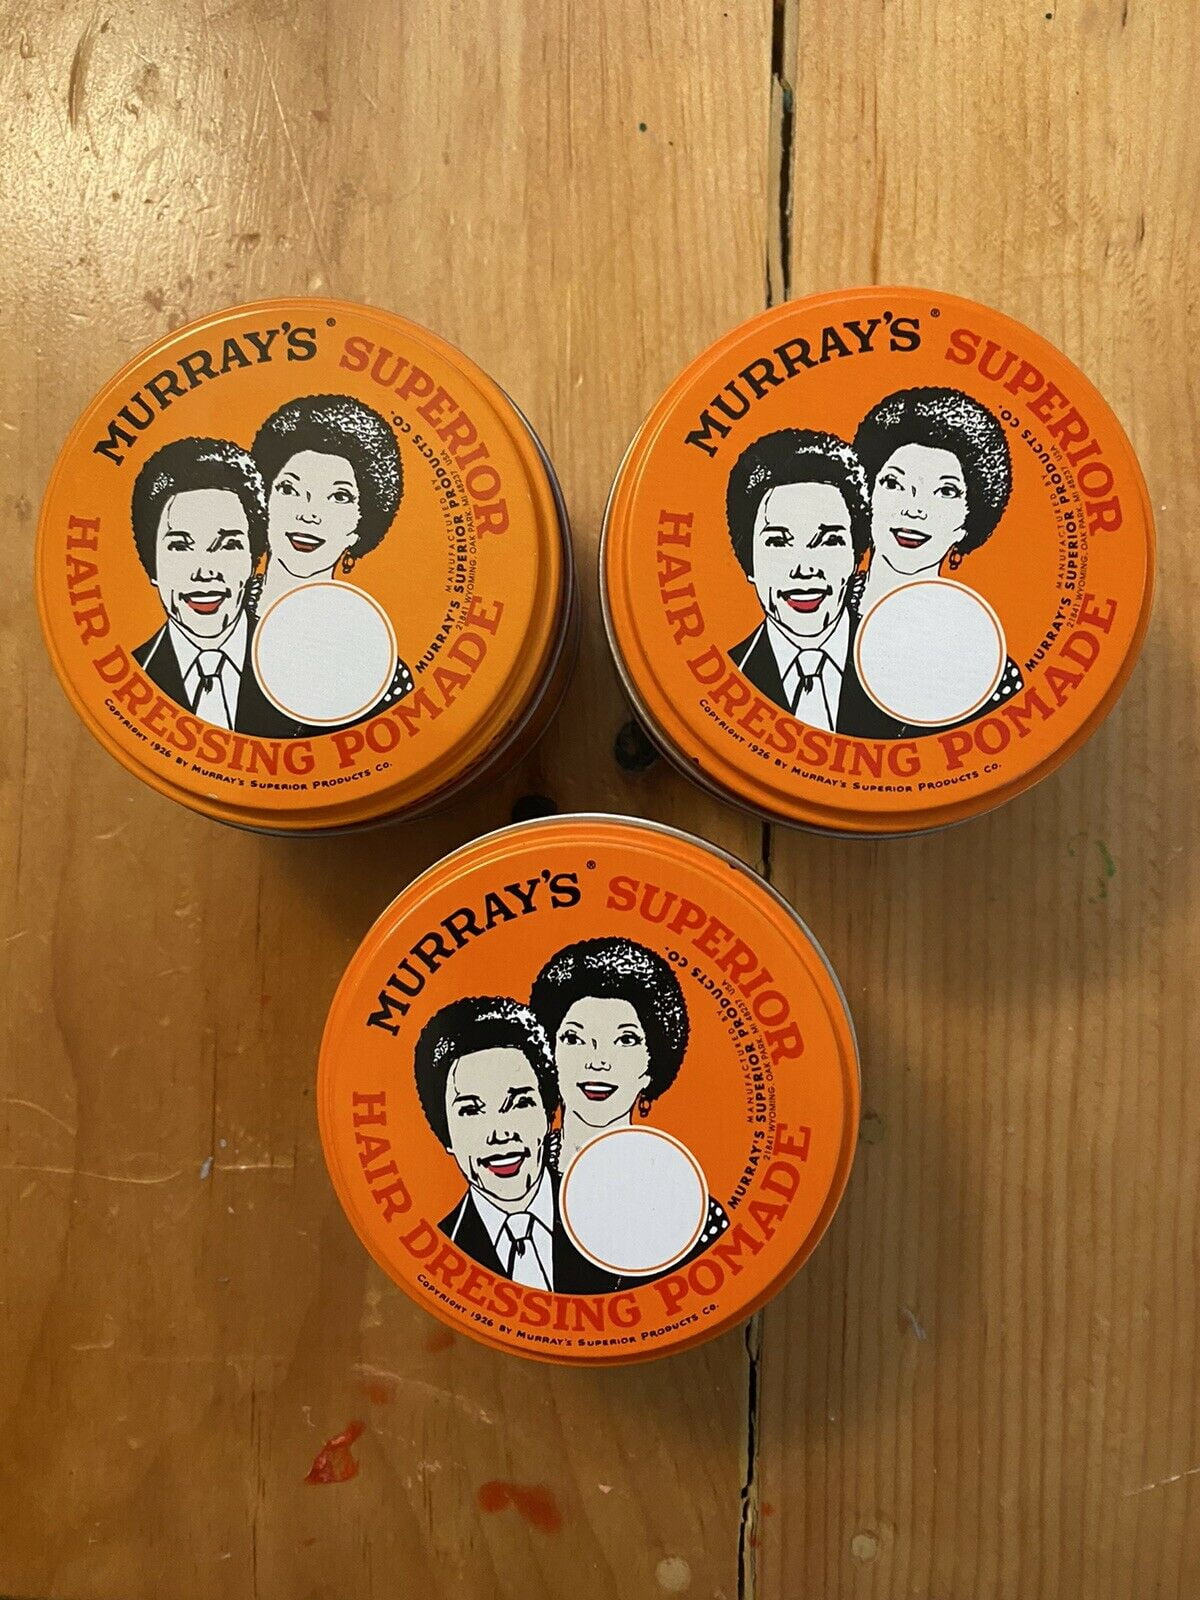 MURRAY'S® SUPERIOR
HAIR DRESSING POMADE
MANUFACTURED BY
MURRAY'S SUPERIOR PRODUCTS CO.
21841 WYOMING, OAK PARK, MI 48237 USA
COPYRIGHT 1926 BY MURRAY'S SUPERIOR PRODUCTS CO.
MURRAY'S® SUPERIOR
HAIR DRESSING POMADE
MANUFACTURED BY
MURRAY'S SUPERIOR PRODUCTS CO.
21841 WYOMING, OAK PARK, MI 48237 USA
COPYRIGHT 1926 BY MURRAY'S SUPERIOR PRODUCTS CO.
MURRAY'S® SUPERIOR
HAIR DRESSING POMADE
MANUFACTURED BY
MURRAY'S SUPERIOR PRODUCTS CO.
21841 WYOMING, OAK PARK, MI 48237 USA
COPYRIGHT 1926 BY MURRAY'S SUPERIOR PRODUCTS CO.